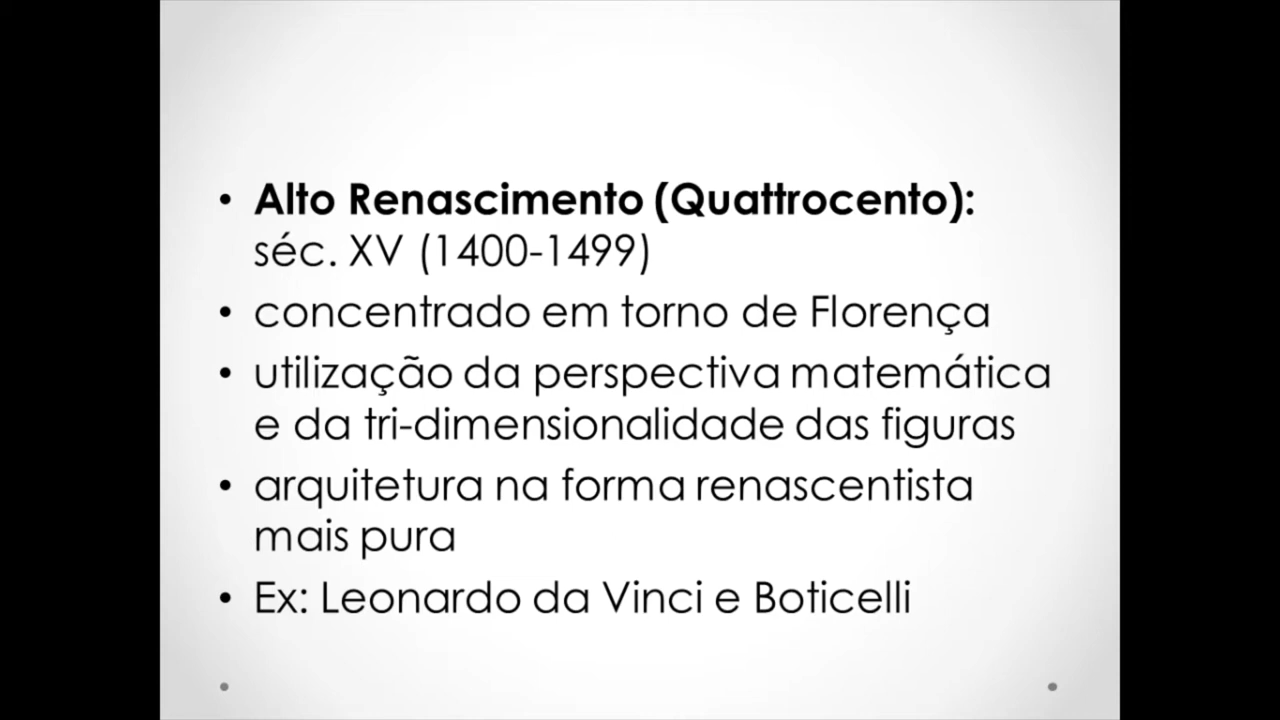 • Alto Renascimento (Quattrocento):
séc. XV (1400-1499)
• concentrado em torno de Florença
• utilização da perspectiva matemática
e da tri-dimensionalidade das figuras
• arquitetura na forma renascentista
mais pura
• Ex: Leonardo da Vinci e Boticelli